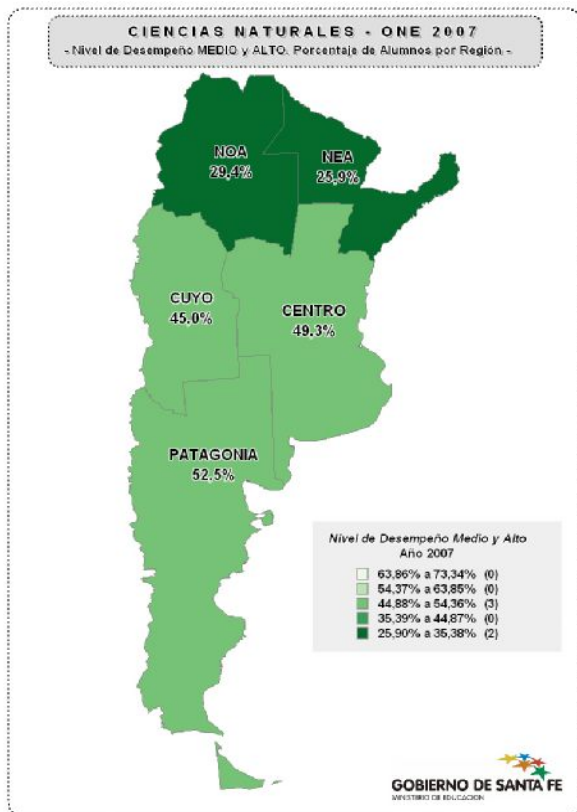 CIENCIAS NATURALES - ONE 2007
- Nivel de Desempeño MEDIO y ALTO. Porcentaje de Alumnos por Región -
NOA
29,4%
NEA
25,9%
CUYO
45,0%
CENTRO
49,3%
PATAGONIA
52,5%
Nivel de Desempeño Medio y Alto
Año 2007
63,86% a 73,34% (0)
54,37% a 63,85% (0)
44,88% a 54,36% (3)
35,39% a 44,87% (0)
25,90% a 35,38% (2)
GOBIERNO DE SANTA FE
MINISTERIO DE EDUCACION